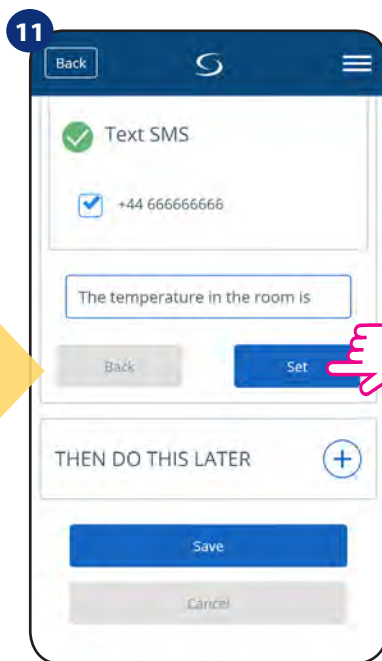 11
Back
Text SMS
+44 666666666
The temperature in the room is
Back Set
THEN DO THIS LATER
Save
Cancel